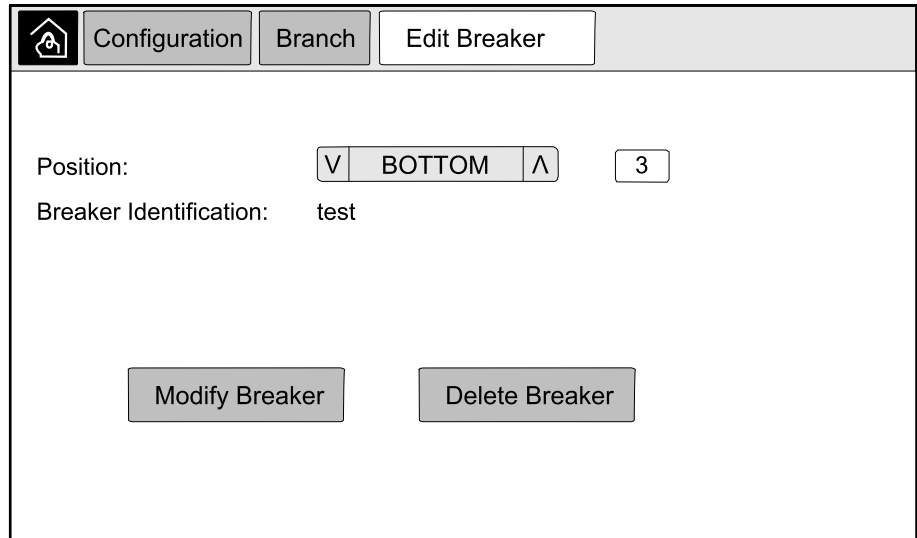 Configuration Branch Edit Breaker
Position: V BOTTOM Λ 3
Breaker Identification: test
Modify Breaker Delete Breaker